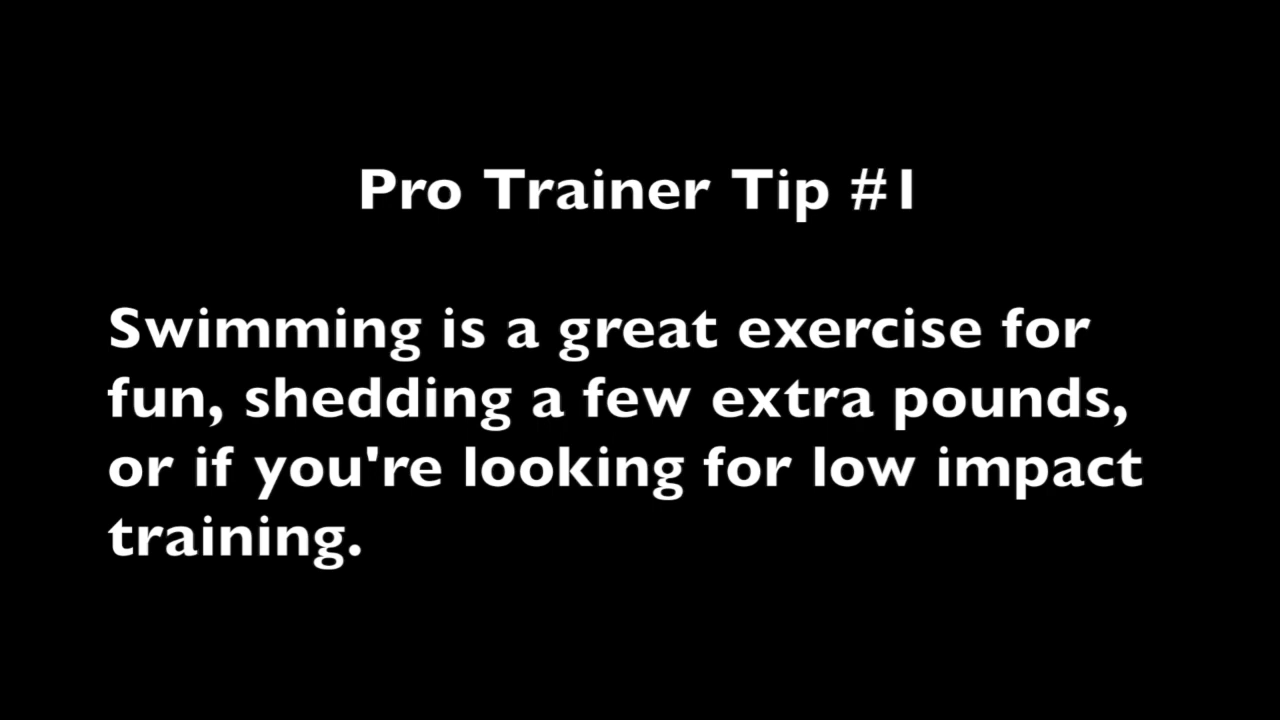 Pro Trainer Tip #1
Swimming is a great exercise for
fun, shedding a few extra pounds,
or if you're looking for low impact
training.